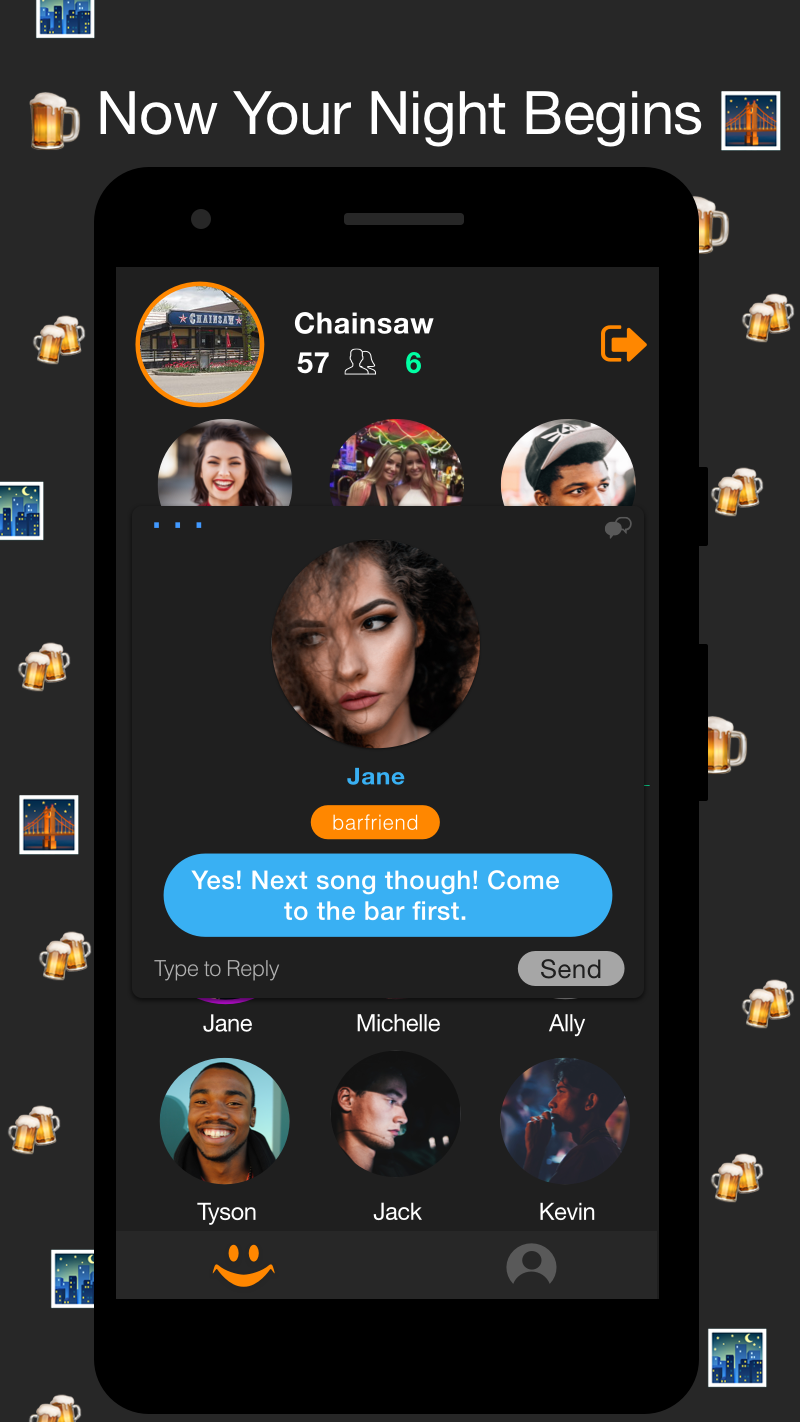 Now Your Night Begins
CHAINSAW
Chainsaw
57 6
Jane
barfriend
Yes! Next song though! Come
to the bar first.
Type to Reply
Send
Jane Michelle Ally
Tyson Jack Kevin